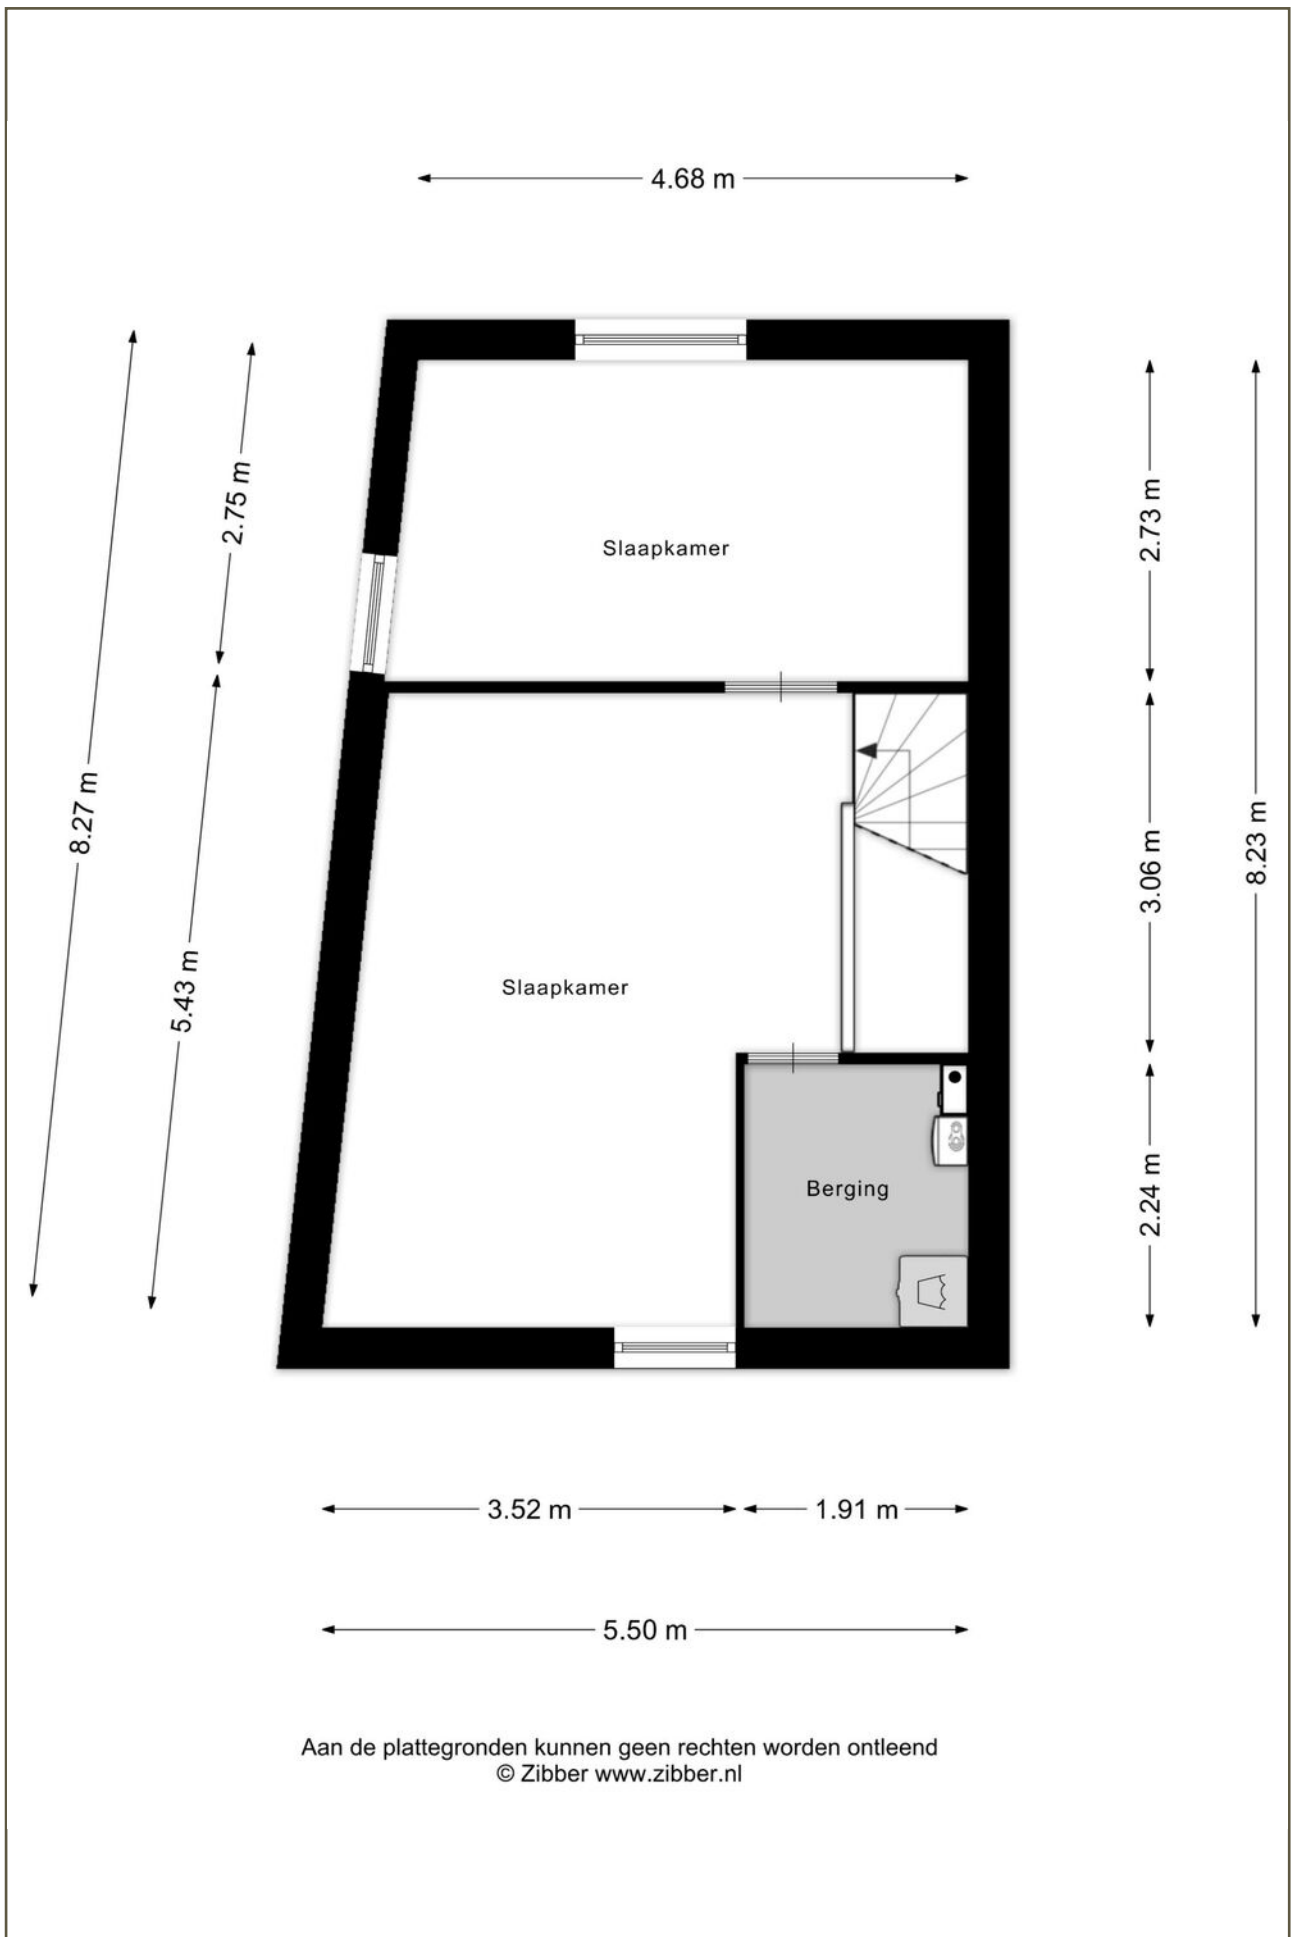 4.68 m
2.75 m
2.73 m
Slaapkamer
8.27 m
8.23 m
3.06 m
5.43 m
Slaapkamer
2.24 m
Berging
3.52 m
1.91 m
5.50 m
Aan de plattegronden kunnen geen rechten worden ontleend
© Zibber www.zibber.nl